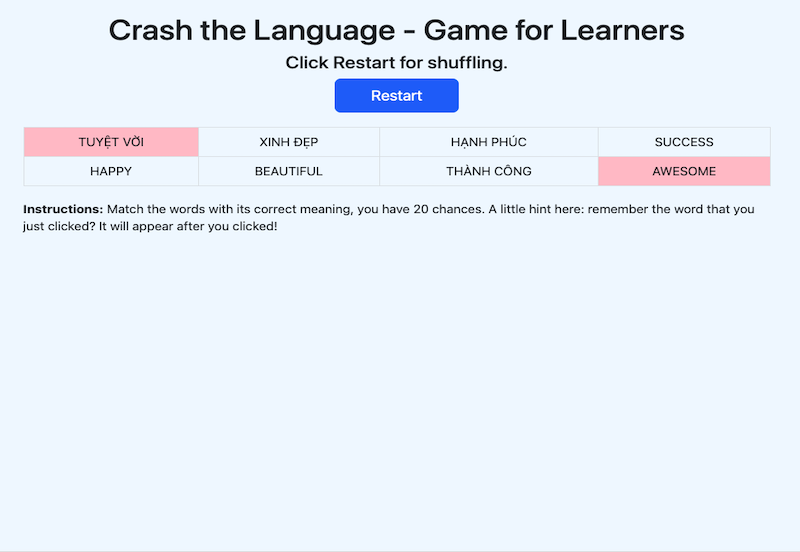 Crash the Language - Game for Learners
Click Restart for shuffling.
Restart
TUYỆT VỜI XINH ĐẸP HẠNH PHÚC SUCCESS
HAPPY BEAUTIFUL THÀNH CÔNG AWESOME
Instructions: Match the words with its correct meaning, you have 20 chances. A little hint here: remember the word that you
just clicked? It will appear after you clicked!